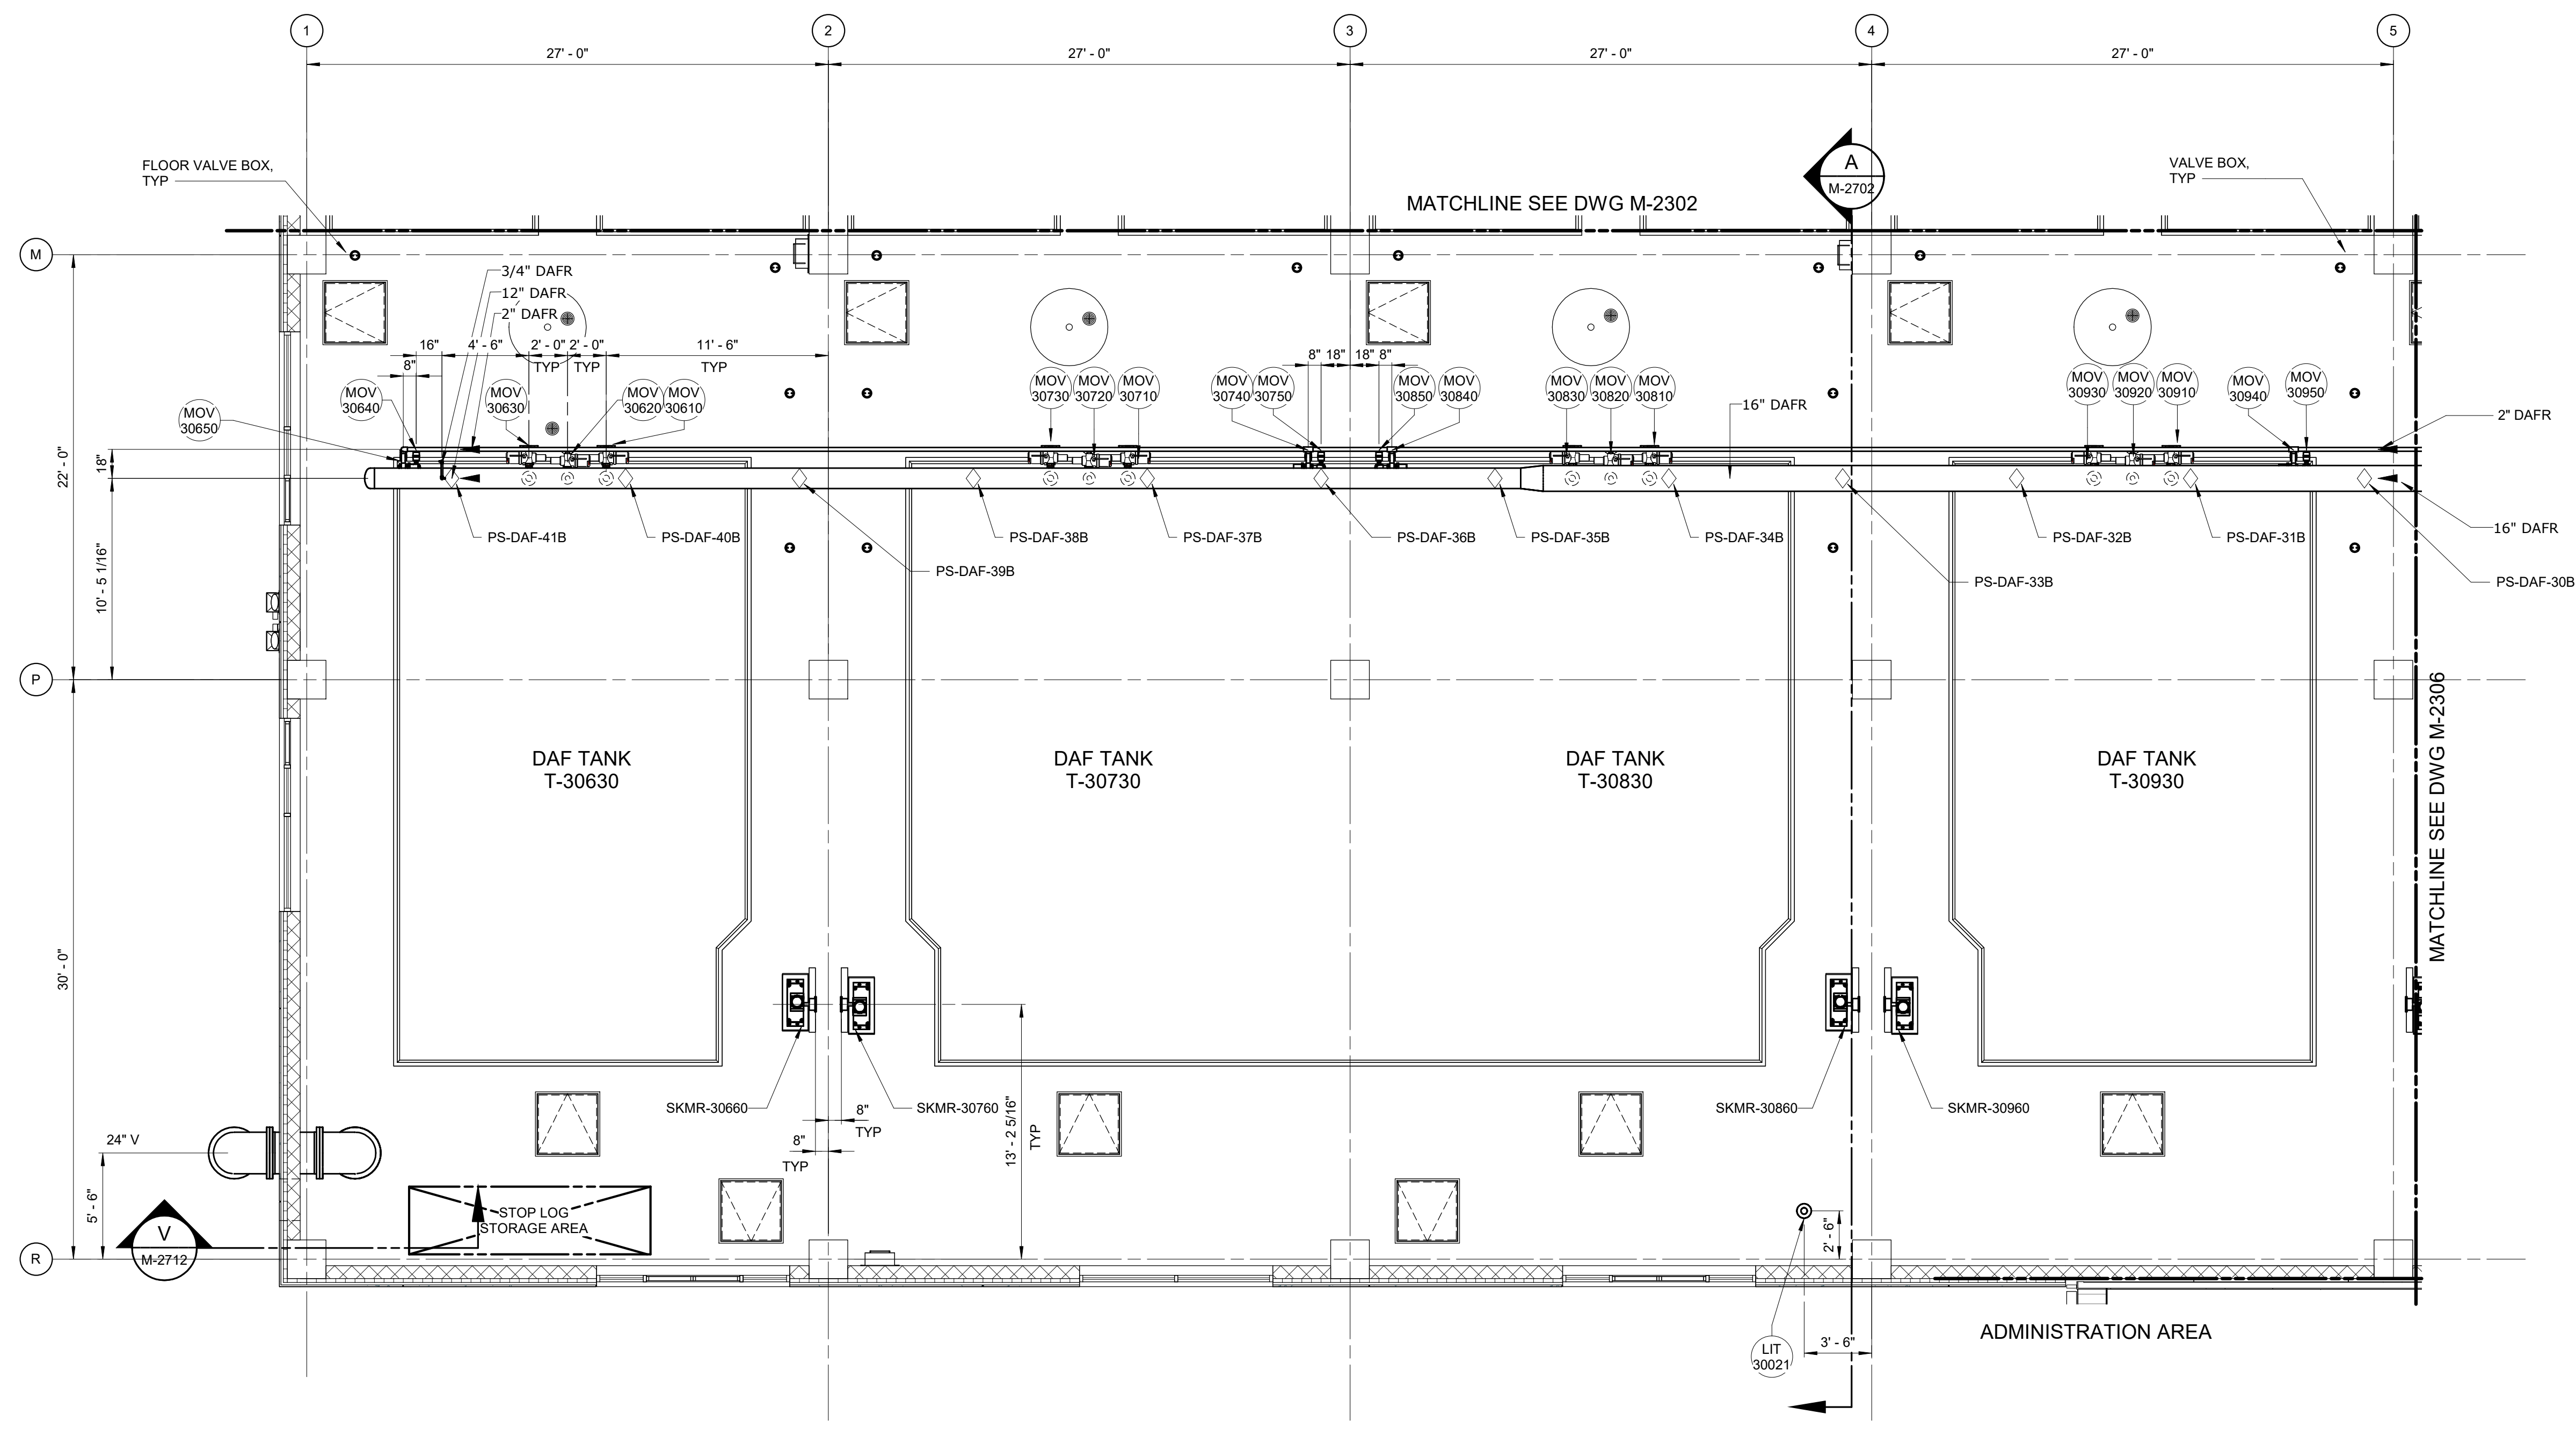 1
2
3
4
5
27' - 0"
27' - 0"
27' - 0"
27' - 0"
FLOOR VALVE BOX,
TYP
VALVE BOX,
TYP
A
M-2702
MATCHLINE SEE DWG M-2302
M
3/4" DAFR
12" DAFR
2" DAFR
16"
4' - 6"
2' - 0"
2' - 0"
11' - 6"
TYP
TYP
TYP
8"
8"
18"
18"
8"
MOV
30650
MOV
30640
MOV
30630
MOV
30620
MOV
30610
MOV
30730
MOV
30720
MOV
30710
MOV
30740
MOV
30750
MOV
30850
MOV
30840
MOV
30830
MOV
30820
MOV
30810
16" DAFR
MOV
30930
MOV
30920
MOV
30910
MOV
30940
MOV
30950
2" DAFR
22' - 0"
18"
10' - 5 1/16"
PS-DAF-41B
PS-DAF-40B
PS-DAF-39B
PS-DAF-38B
PS-DAF-37B
PS-DAF-36B
PS-DAF-35B
PS-DAF-34B
PS-DAF-33B
PS-DAF-32B
PS-DAF-31B
16" DAFR
PS-DAF-30B
P
MATCHLINE SEE DWG M-2306
DAF TANK
T-30630
DAF TANK
T-30730
DAF TANK
T-30830
DAF TANK
T-30930
30' - 0"
SKMR-30660
SKMR-30760
SKMR-30860
SKMR-30960
8"
TYP
8"
TYP
13' - 2 5/16"
TYP
24" V
5' - 6"
STOP LOG
STORAGE AREA
V
M-2712
R
2' - 6"
3' - 6"
LIT
30021
ADMINISTRATION AREA